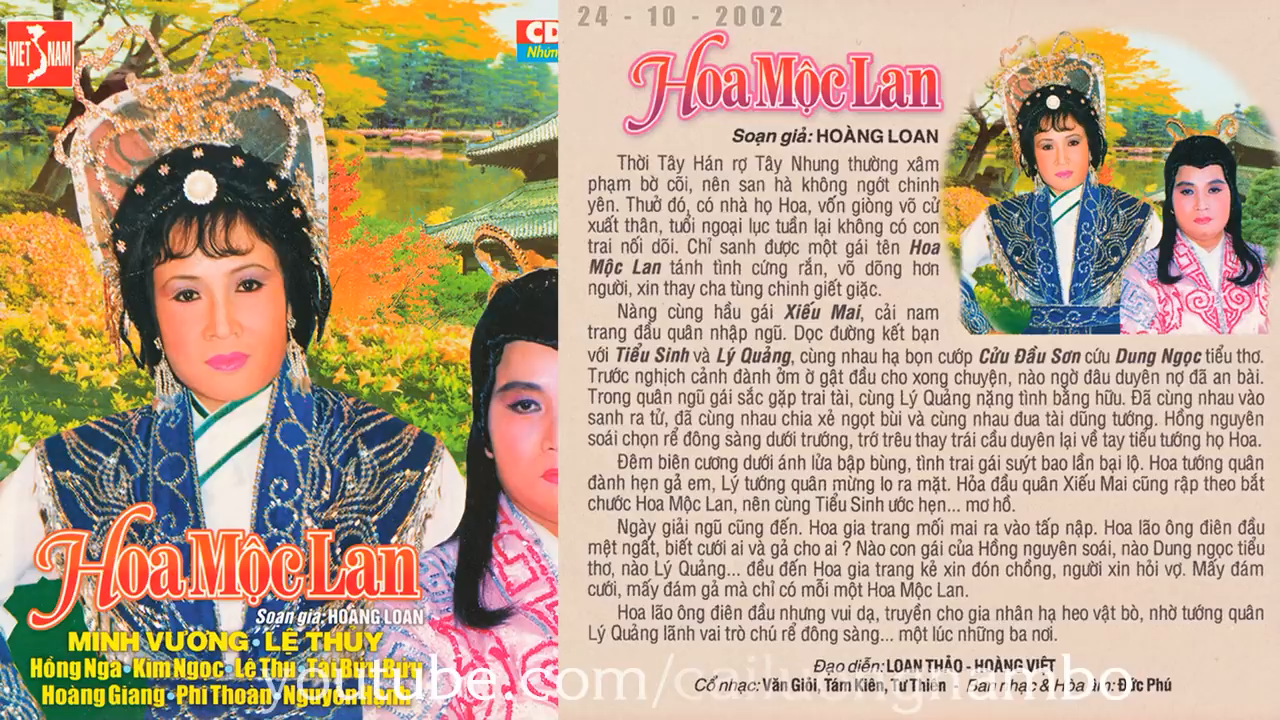 VIỆT NAM
CD
Nhữn
Hoa Mộc Lan
Soạn giả: HOÀNG LOAN
MINH VƯƠNG • LỆ THỦY
Hồng Nga • Kim Ngọc • Lệ Thu • Tài Bửu Bửu
Hoàng Giang • Phi Thoàn •
24 - 10 - 2002
Hoa Mộc Lan
Soạn giả: HOÀNG LOAN
Thời Tây Hán rợ Tây Nhung thường xâm
phạm bờ cõi, nên san hà không ngớt chinh
yên. Thuở đó, có nhà họ Hoa, vốn giòng võ cử
xuất thân, tuổi ngoại lục tuần lại không có con
trai nối dõi. Chỉ sanh được một gái tên Hoa
Mộc Lan tánh tình cứng rắn, võ dõng hơn
người, xin thay cha tùng chinh giết giặc.
Nàng cùng hầu gái Xiếu Mai, cải nam
trang đầu quân nhập ngũ. Dọc đường kết bạn
với Tiểu Sinh và Lý Quảng, cùng nhau hạ bọn cướp Cửu Đầu Sơn cứu Dung Ngọc tiểu thơ.
Trước nghịch cảnh đành ởm ờ gật đầu cho xong chuyện, nào ngờ đâu duyên nợ đã an bài.
Trong quân ngũ gái sắc gặp trai tài, cùng Lý Quảng nặng tình bằng hữu. Đã cùng nhau vào
sanh ra tử, đã cùng nhau chia xẻ ngọt bùi và cùng nhau đua tài dũng tướng. Hồng nguyên
soái chọn rể đông sàng dưới trướng, trớ trêu thay trái cầu duyên lại về tay tiểu tướng họ Hoa.
Đêm biên cương dưới ánh lửa bập bùng, tình trai gái suýt bao lần bại lộ. Hoa tướng quân
đành hẹn gả em, Lý tướng quân mừng lo ra mặt. Hỏa đầu quân Xiếu Mai cũng rập theo bắt
chước Hoa Mộc Lan, nên cùng Tiểu Sinh ước hẹn... mơ hồ.
Ngày giải ngũ cũng đến. Hoa gia trang mối mai ra vào tấp nập. Hoa lão ông điên đầu
mệt ngất, biết cưới ai và gả cho ai ? Nào con gái của Hồng nguyên soái, nào Dung ngọc tiểu
thơ, nào Lý Quảng... đều đến Hoa gia trang kẻ xin đón chồng, người xin hỏi vợ. Mấy đám
cưới, mấy đám gả mà chỉ có mỗi một Hoa Mộc Lan.
Hoa lão ông điên đầu nhưng vui dạ, truyền cho gia nhân hạ heo vật bò, nhờ tướng quân
Lý Quảng lãnh vai trò chú rể đông sàng... một lúc những ba nơi.
Đạo diễn: LOAN THẢO - HOÀNG VIỆT
Cổ nhạc: Văn Giỏi, Tám Kiên, Tư Thiên Ban nhạc & Hòa âm: Đức Phú
youtube.com/cailuongnambo